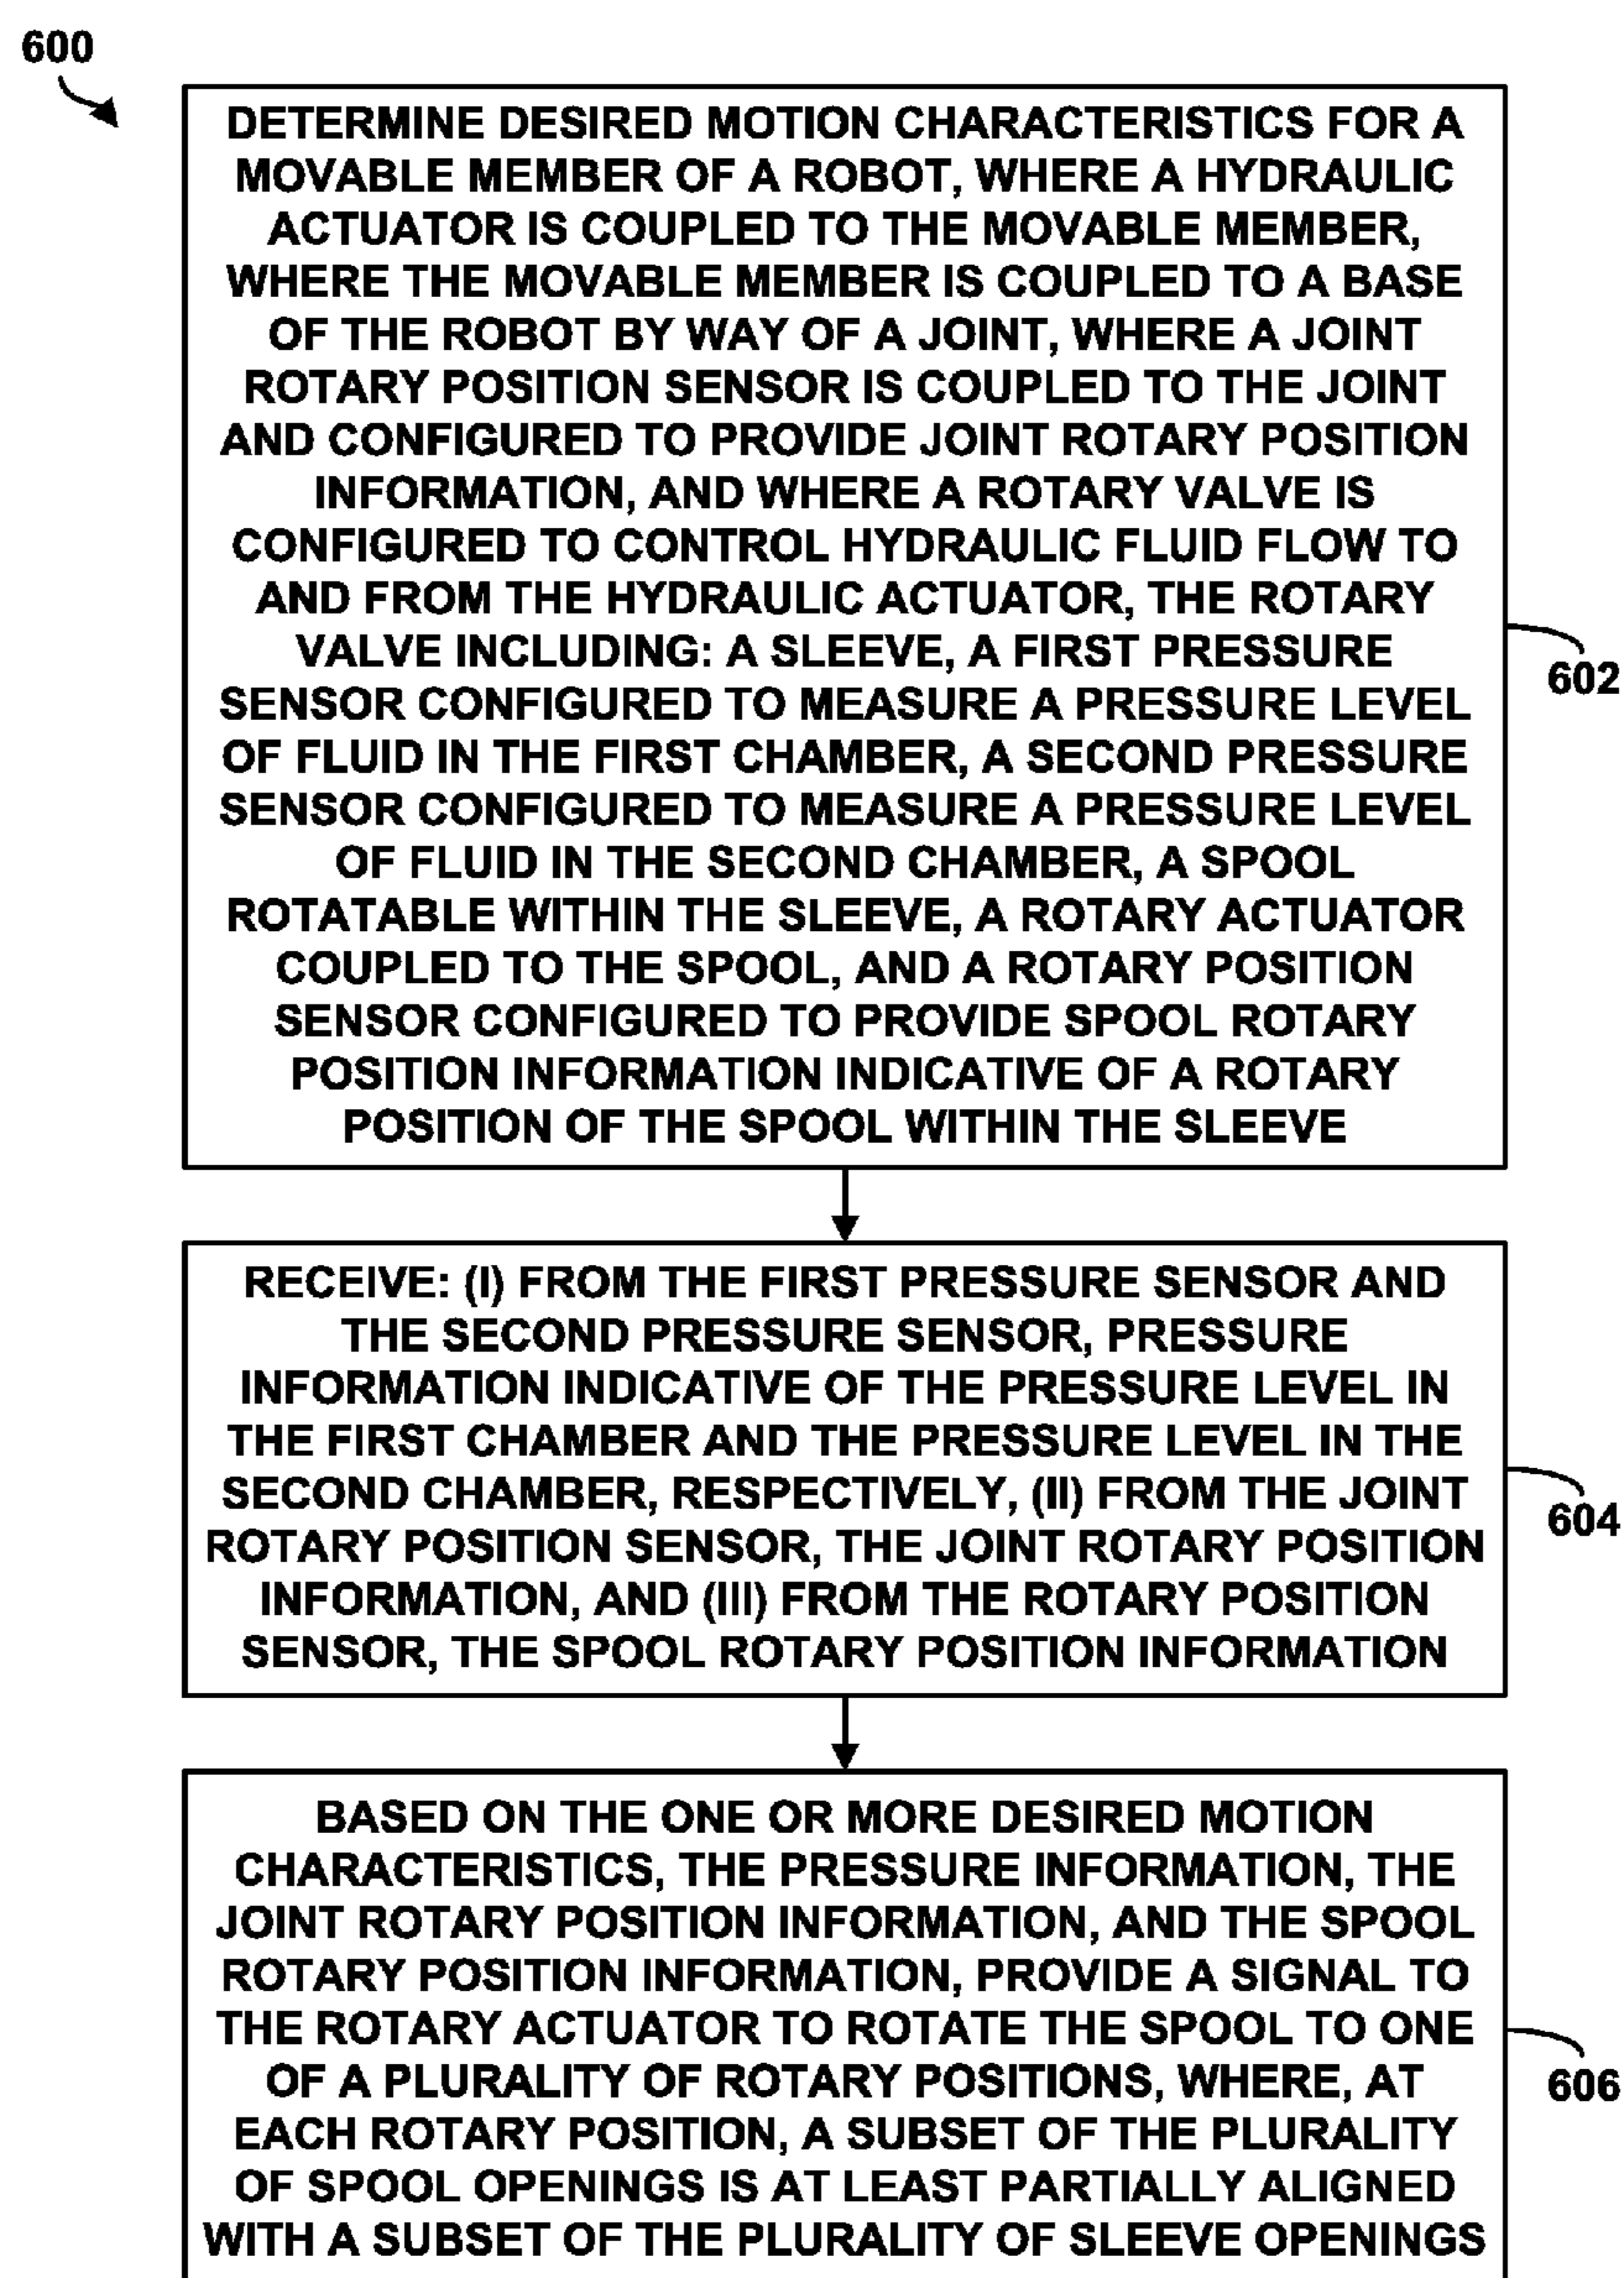 600
DETERMINE DESIRED MOTION CHARACTERISTICS FOR A
MOVABLE MEMBER OF A ROBOT, WHERE A HYDRAULIC
ACTUATOR IS COUPLED TO THE MOVABLE MEMBER,
WHERE THE MOVABLE MEMBER IS COUPLED TO A BASE
OF THE ROBOT BY WAY OF A JOINT, WHERE A JOINT
ROTARY POSITION SENSOR IS COUPLED TO THE JOINT
AND CONFIGURED TO PROVIDE JOINT ROTARY POSITION
INFORMATION, AND WHERE A ROTARY VALVE IS
CONFIGURED TO CONTROL HYDRAULIC FLUID FLOW TO
AND FROM THE HYDRAULIC ACTUATOR, THE ROTARY
VALVE INCLUDING: A SLEEVE, A FIRST PRESSURE
SENSOR CONFIGURED TO MEASURE A PRESSURE LEVEL
OF FLUID IN THE FIRST CHAMBER, A SECOND PRESSURE
SENSOR CONFIGURED TO MEASURE A PRESSURE LEVEL
OF FLUID IN THE SECOND CHAMBER, A SPOOL
ROTATABLE WITHIN THE SLEEVE, A ROTARY ACTUATOR
COUPLED TO THE SPOOL, AND A ROTARY POSITION
SENSOR CONFIGURED TO PROVIDE SPOOL ROTARY
POSITION INFORMATION INDICATIVE OF A ROTARY
POSITION OF THE SPOOL WITHIN THE SLEEVE
602
RECEIVE: (I) FROM THE FIRST PRESSURE SENSOR AND
THE SECOND PRESSURE SENSOR, PRESSURE
INFORMATION INDICATIVE OF THE PRESSURE LEVEL IN
THE FIRST CHAMBER AND THE PRESSURE LEVEL IN THE
SECOND CHAMBER, RESPECTIVELY, (II) FROM THE JOINT
ROTARY POSITION SENSOR, THE JOINT ROTARY POSITION
INFORMATION, AND (III) FROM THE ROTARY POSITION
SENSOR, THE SPOOL ROTARY POSITION INFORMATION
604
BASED ON THE ONE OR MORE DESIRED MOTION
CHARACTERISTICS, THE PRESSURE INFORMATION, THE
JOINT ROTARY POSITION INFORMATION, AND THE SPOOL
ROTARY POSITION INFORMATION, PROVIDE A SIGNAL TO
THE ROTARY ACTUATOR TO ROTATE THE SPOOL TO ONE
OF A PLURALITY OF ROTARY POSITIONS, WHERE, AT
EACH ROTARY POSITION, A SUBSET OF THE PLURALITY
OF SPOOL OPENINGS IS AT LEAST PARTIALLY ALIGNED
WITH A SUBSET OF THE PLURALITY OF SLEEVE OPENINGS
606